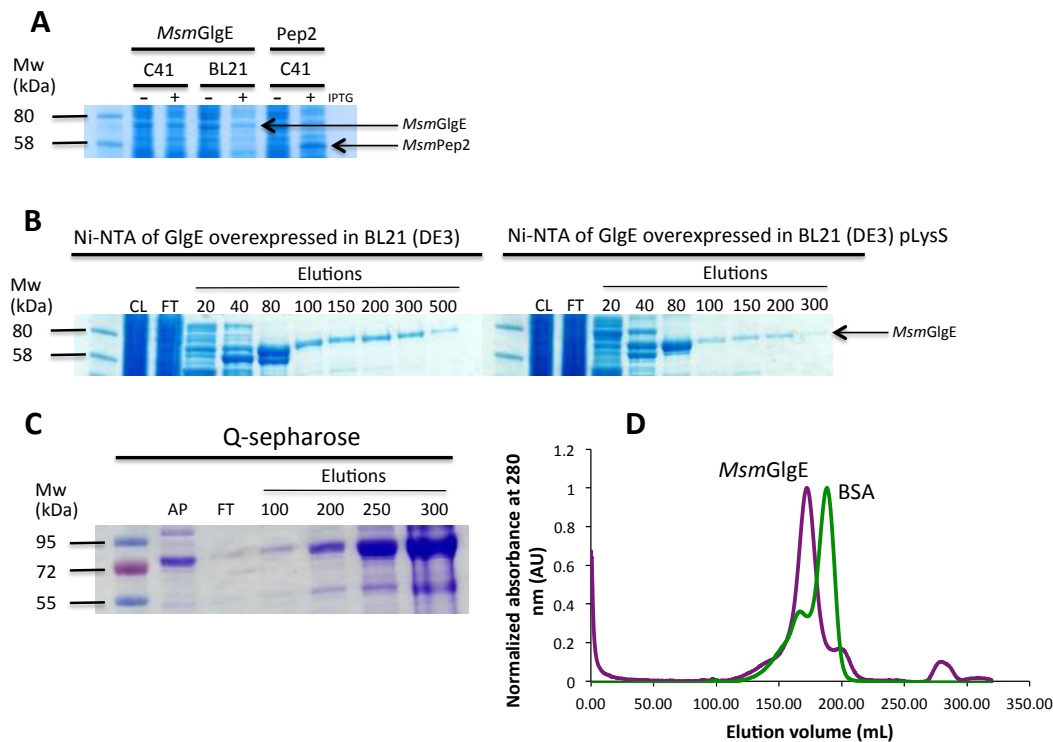 A
MsmGlgE Pep2
Mw
(kDa)
C41 BL21 C41
- + - + - + IPTG
80
58
MsmGlgE
MsmPep2
B
Ni-NTA of GlgE overexpressed in BL21 (DE3) Ni-NTA of GlgE overexpressed in BL21 (DE3) pLysS
Elutions Elutions
Mw
(kDa)
CL FT 20 40 80 100 150 200 300 500 CL FT 20 40 80 100 150 200 300
80
58
MsmGlgE
C
Q-sepharose
Elutions
Mw
(kDa)
AP FT 100 200 250 300
95
72
55
D
Normalized absorbance at 280
nm (AU)
1.2
1
0.8
0.6
0.4
0.2
0
MsmGlgE
BSA
0.00 50.00 100.00 150.00 200.00 250.00 300.00 350.00
Elution volume (mL)